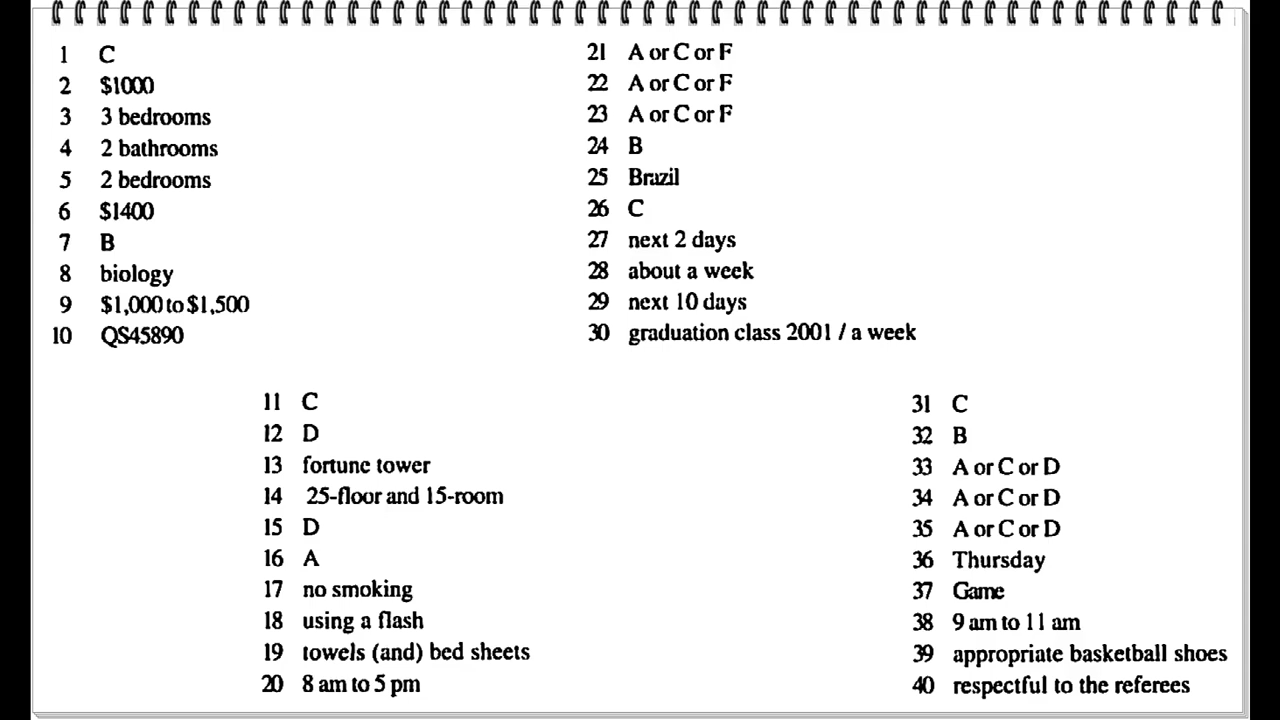 1 C
2 $1000
3 3 bedrooms
4 2 bathrooms
5 2 bedrooms
6 $1400
7 B
8 biology
9 $1,000 to $1,500
10 QS45890
11 C
12 D
13 fortune tower
14 25-floor and 15-room
15 D
16 A
17 no smoking
18 using a flash
19 towels (and) bed sheets
20 8 am to 5 pm
21 A or C or F
22 A or C or F
23 A or C or F
24 B
25 Brazil
26 C
27 next 2 days
28 about a week
29 next 10 days
30 graduation class 2001 / a week
31 C
32 B
33 A or C or D
34 A or C or D
35 A or C or D
36 Thursday
37 Game
38 9 am to 11 am
39 appropriate basketball shoes
40 respectful to the referees